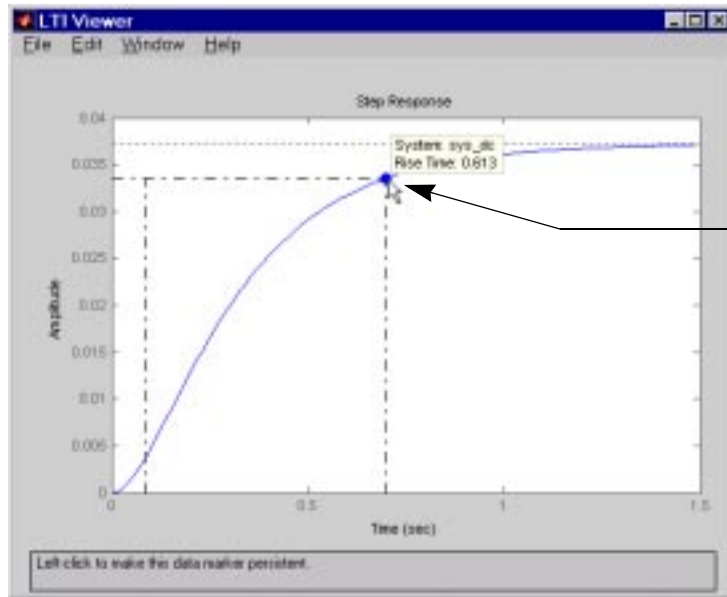 LTI Viewer
File Edit Window Help
Step Response
0.04
0.035
0.03
0.025
0.02
0.015
0.01
0.005
0
System: sys_dc
Rise Time: 0.613
Amplitude
0 0.5 1 1.5
Time (sec)
Left click to make this data marker persistent.